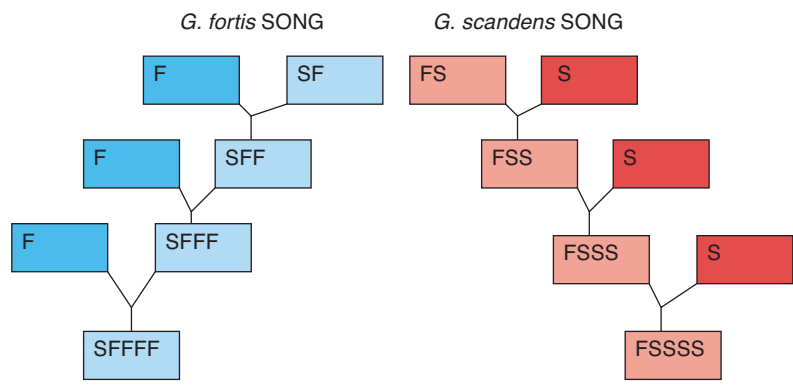 G. fortis SONG
G. scandens SONG
F
SF
FS
S
F
SFF
FSS
S
F
SFFF
FSSS
S
SFFFF
FSSSS